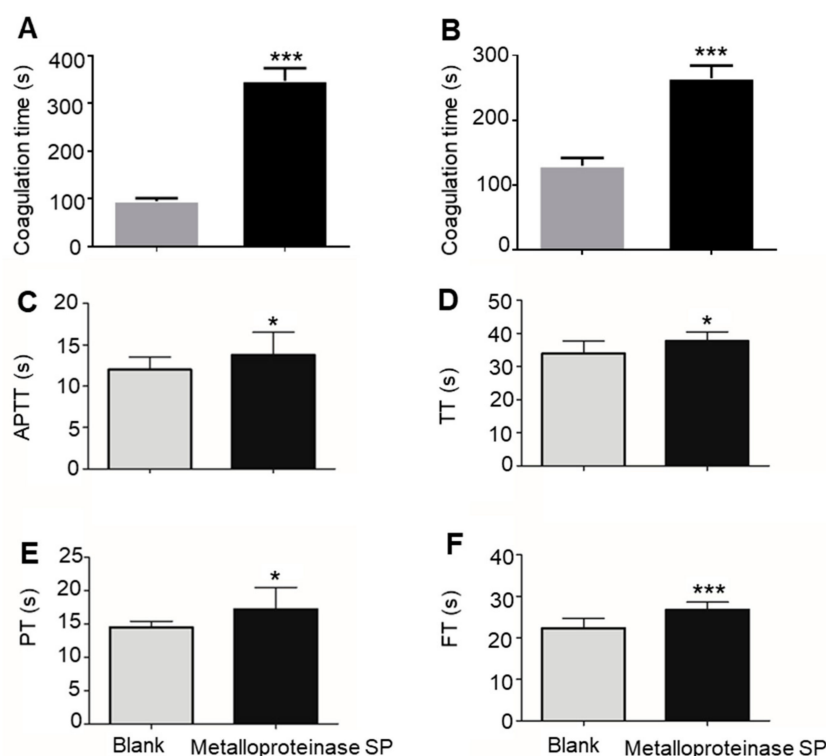 A
Coagulation time (s)
400
300
200
100
0
***
B
Coagulation time (s)
300
200
100
0
***
C
APTT (s)
20
15
10
5
0
*
D
TT (s)
50
40
30
20
10
0
*
E
PT (s)
25
20
15
10
5
0
*
Blank
Metalloproteinase SP
F
FT (s)
40
30
20
10
0
***
Blank
Metalloproteinase SP